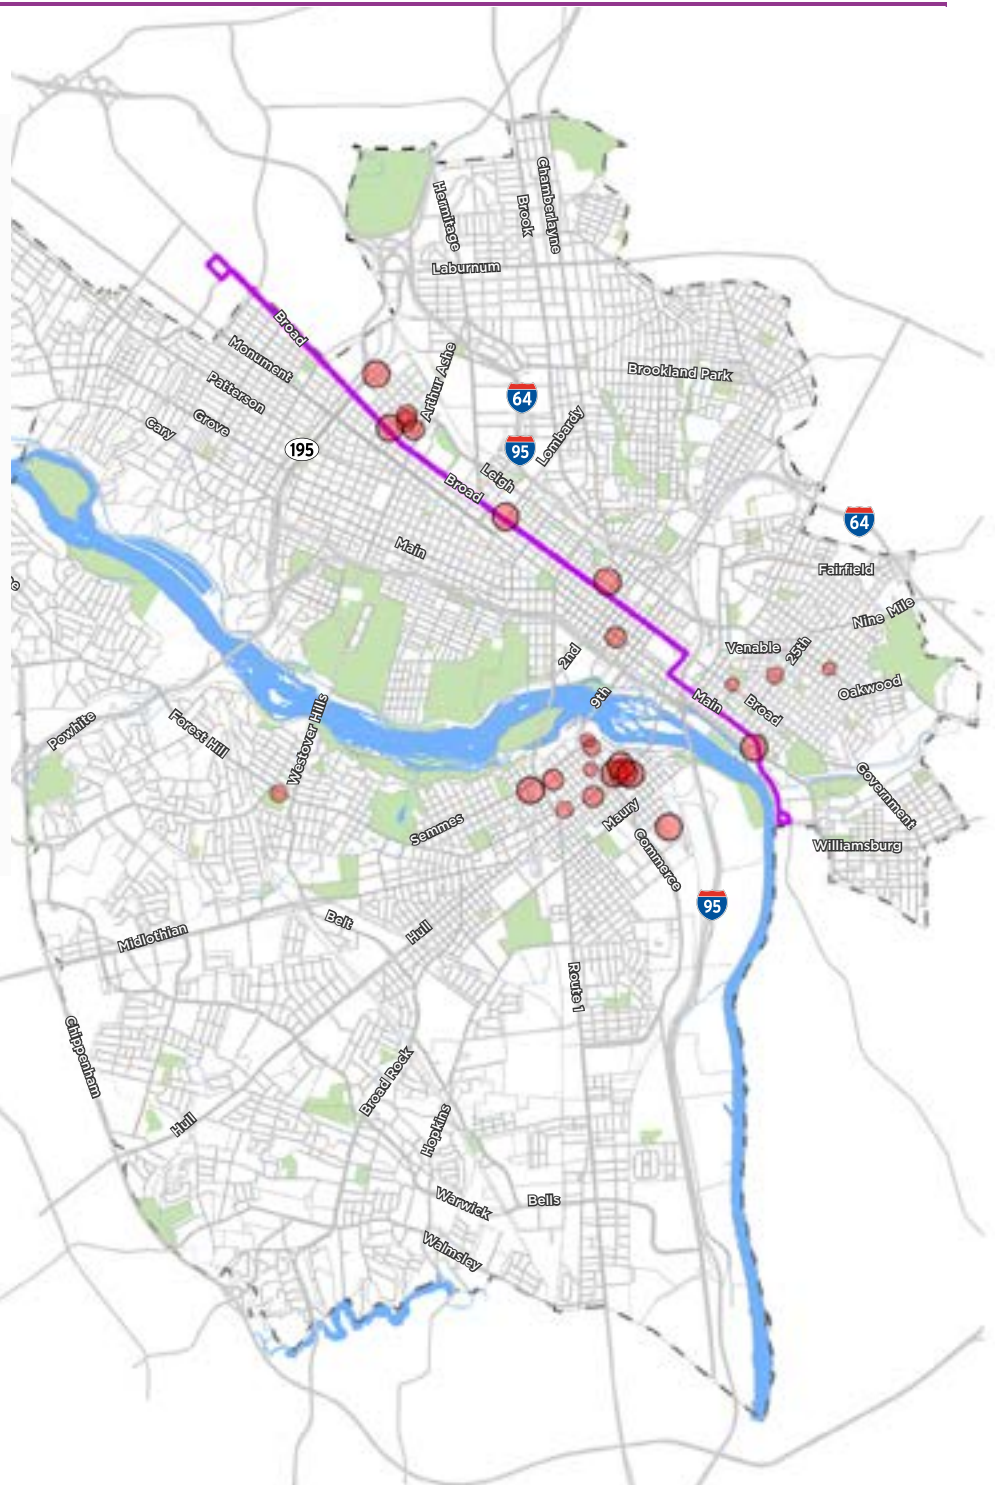 Chamberlayne
Hermitage
Brook
Laburnum
Broad
Monument
Arthur Ashe
Brookland Park
Patterson
64
Grove
Cary
Lombardy
195
95
Leigh
Broad
64
Main
Fairfield
Nine Mile
Venable
25th
2nd
Oakwood
9th
Main
Broad
Powhite
Forest Hill
Westover Hills
Government
Maury
Semmes
Commerce
Williamsburg
95
Belt
Hull
Midlothian
Route 1
Chippenham
Broad Rock
Hull
Hopkins
Warwick
Bells
Walmsley